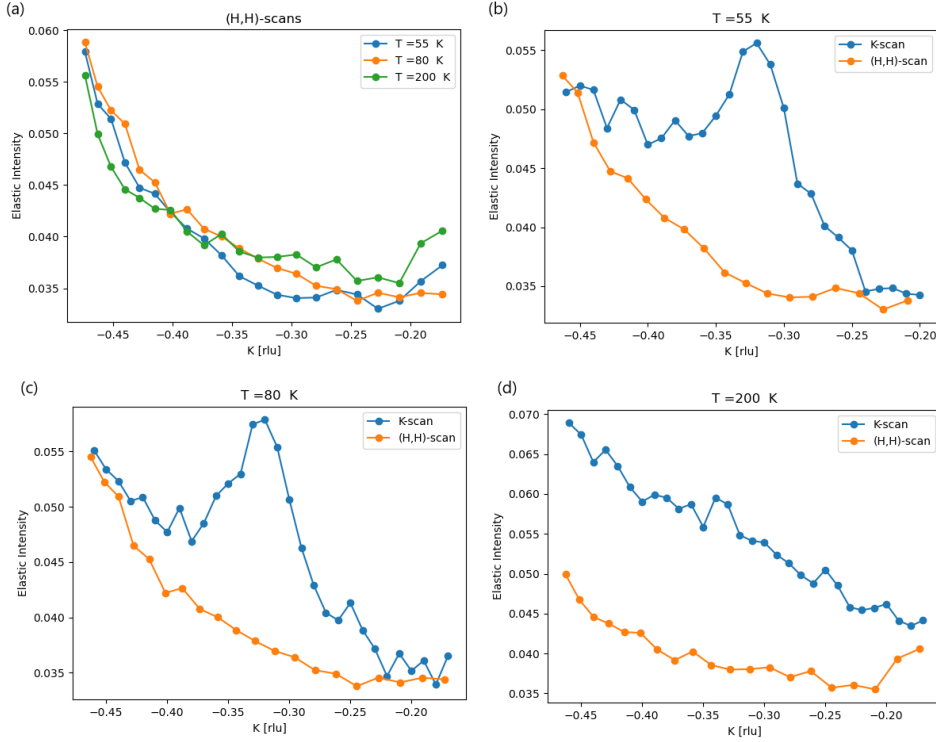 (a)
(H,H)-scans
T =55 K
T =80 K
T =200 K
0.060
0.055
0.050
0.045
0.040
0.035
Elastic Intensity
−0.45 −0.40 −0.35 −0.30 −0.25 −0.20
K [rlu]
(b)
T =55 K
K-scan
(H,H)-scan
0.055
0.050
0.045
0.040
0.035
Elastic Intensity
−0.45 −0.40 −0.35 −0.30 −0.25 −0.20
K [rlu]
(c)
T =80 K
K-scan
(H,H)-scan
0.055
0.050
0.045
0.040
0.035
Elastic Intensity
−0.45 −0.40 −0.35 −0.30 −0.25 −0.20
K [rlu]
(d)
T =200 K
K-scan
(H,H)-scan
0.070
0.065
0.060
0.055
0.050
0.045
0.040
0.035
Elastic Intensity
−0.45 −0.40 −0.35 −0.30 −0.25 −0.20
K [rlu]